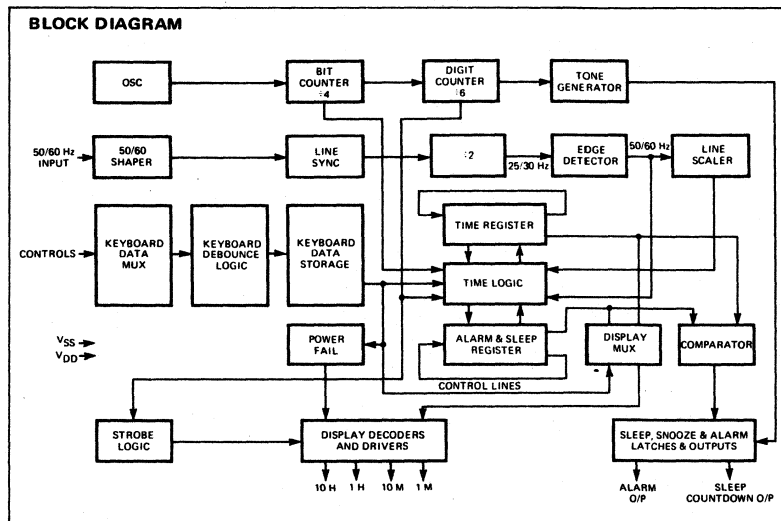 BLOCK DIAGRAM
OSC
BIT
COUNTER
÷4
DIGIT
COUNTER
÷6
TONE
GENERATOR
50/60 Hz
INPUT
50/60
SHAPER
LINE
SYNC
÷2
25/30 Hz
EDGE
DETECTOR
50/60 Hz
LINE
SCALER
CONTROLS
KEYBOARD
DATA
MUX
KEYBOARD
DEBOUNCE
LOGIC
KEYBOARD
DATA
STORAGE
TIME REGISTER
TIME LOGIC
VSS
VDD
POWER
FAIL
ALARM & SLEEP
REGISTER
CONTROL LINES
DISPLAY
MUX
COMPARATOR
STROBE
LOGIC
DISPLAY DECODERS
AND DRIVERS
SLEEP, SNOOZE & ALARM
LATCHES & OUTPUTS
10 H 1 H 10 M 1 M
ALARM
O/P
SLEEP
COUNTDOWN O/P